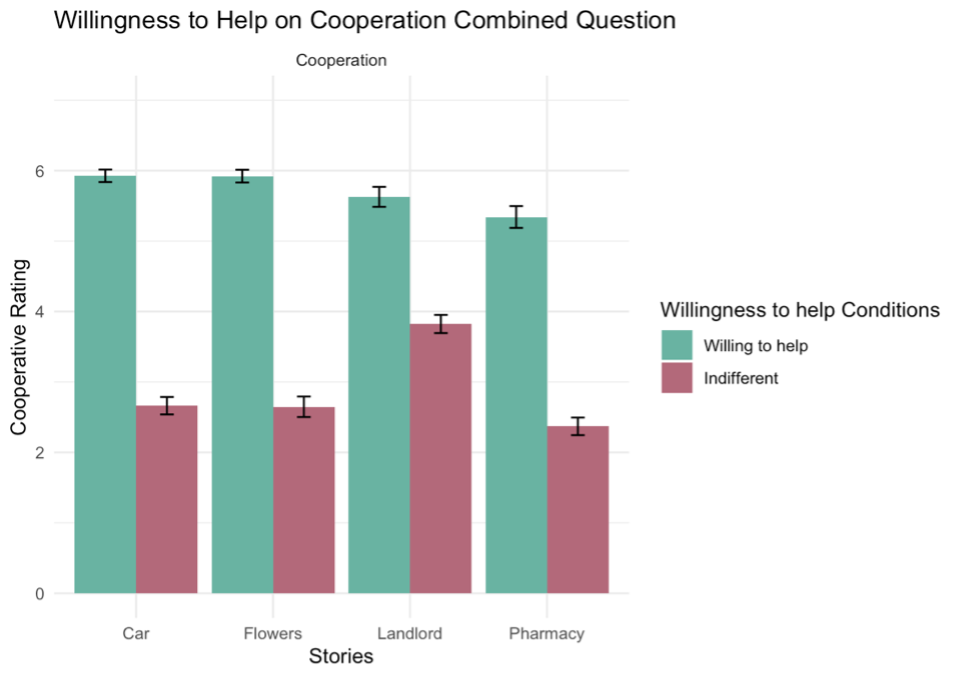 Willingness to Help on Cooperation Combined Question
Cooperation
6
4
2
0
Cooperative Rating
Car
Flowers
Landlord
Pharmacy
Stories
Willingness to help Conditions
Willing to help
Indifferent